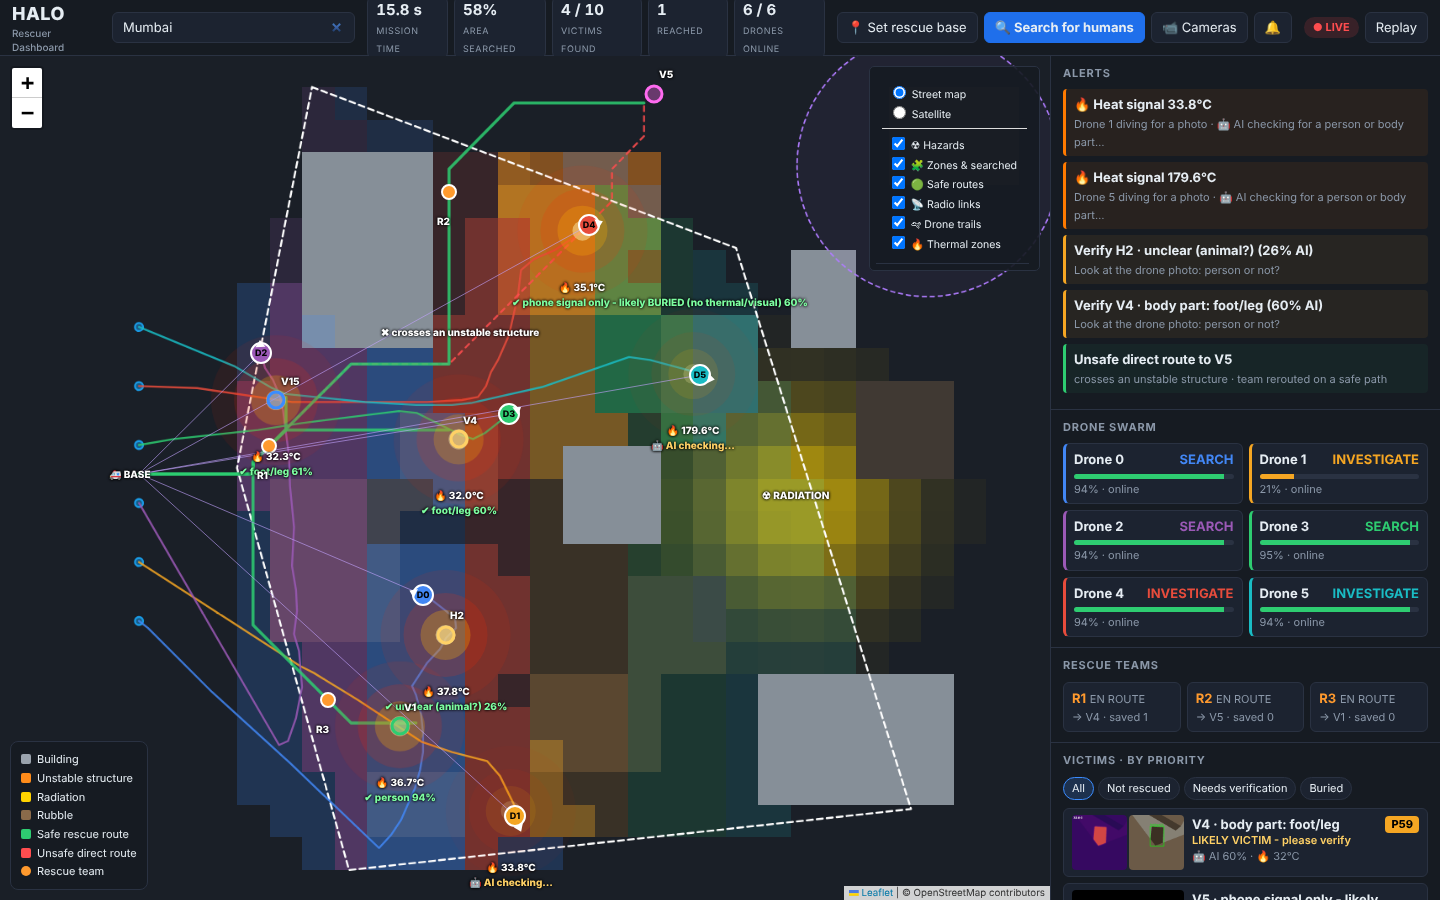 HALO
Rescuer
Dashboard
Mumbai ✕
15.8 s
MISSION
TIME
58%
AREA
SEARCHED
4 / 10
VICTIMS
FOUND
1
REACHED
6 / 6
DRONES
ONLINE
📍 Set rescue base
🔍 Search for humans
📹 Cameras
🔔
LIVE
Replay
+
−
Street map
Satellite
☢ Hazards
🧩 Zones & searched
🟢 Safe routes
📡 Radio links
🛩 Drone trails
🔥 Thermal zones
V5
R2
D4
🔥 35.1°C
✔ phone signal only - likely BURIED (no thermal/visual) 60%
✖ crosses an unstable structure
D2
V15
D5
D3
V4
🔥 179.6°C
🤖 AI checking...
🔥 32.3°C
✔ foot/leg 61%
🚑 BASE
R1
🔥 32.0°C
✔ foot/leg 60%
☢ RADIATION
D0
H2
🔥 37.8°C
✔ unclear (animal?) 26%
V1
R3
🔥 36.7°C
✔ person 94%
D1
🔥 33.8°C
🤖 AI checking...
Building
Unstable structure
Radiation
Rubble
Safe rescue route
Unsafe direct route
Rescue team
Leaflet | © OpenStreetMap contributors
ALERTS
🔥 Heat signal 33.8°C
Drone 1 diving for a photo · 🤖 AI checking for a person or body
part...
🔥 Heat signal 179.6°C
Drone 5 diving for a photo · 🤖 AI checking for a person or body
part...
Verify H2 · unclear (animal?) (26% AI)
Look at the drone photo: person or not?
Verify V4 · body part: foot/leg (60% AI)
Look at the drone photo: person or not?
Unsafe direct route to V5
crosses an unstable structure · team rerouted on a safe path
DRONE SWARM
Drone 0 SEARCH
94% · online
Drone 1 INVESTIGATE
21% · online
Drone 2 SEARCH
94% · online
Drone 3 SEARCH
95% · online
Drone 4 INVESTIGATE
94% · online
Drone 5 INVESTIGATE
94% · online
RESCUE TEAMS
R1 EN ROUTE
→ V4 · saved 1
R2 EN ROUTE
→ V5 · saved 0
R3 EN ROUTE
→ V1 · saved 0
VICTIMS · BY PRIORITY
All
Not rescued
Needs verification
Buried
V4 · body part: foot/leg
P59
LIKELY VICTIM - please verify
🤖 AI 60% · 🔥 32°C
V5 · phone signal only - likely